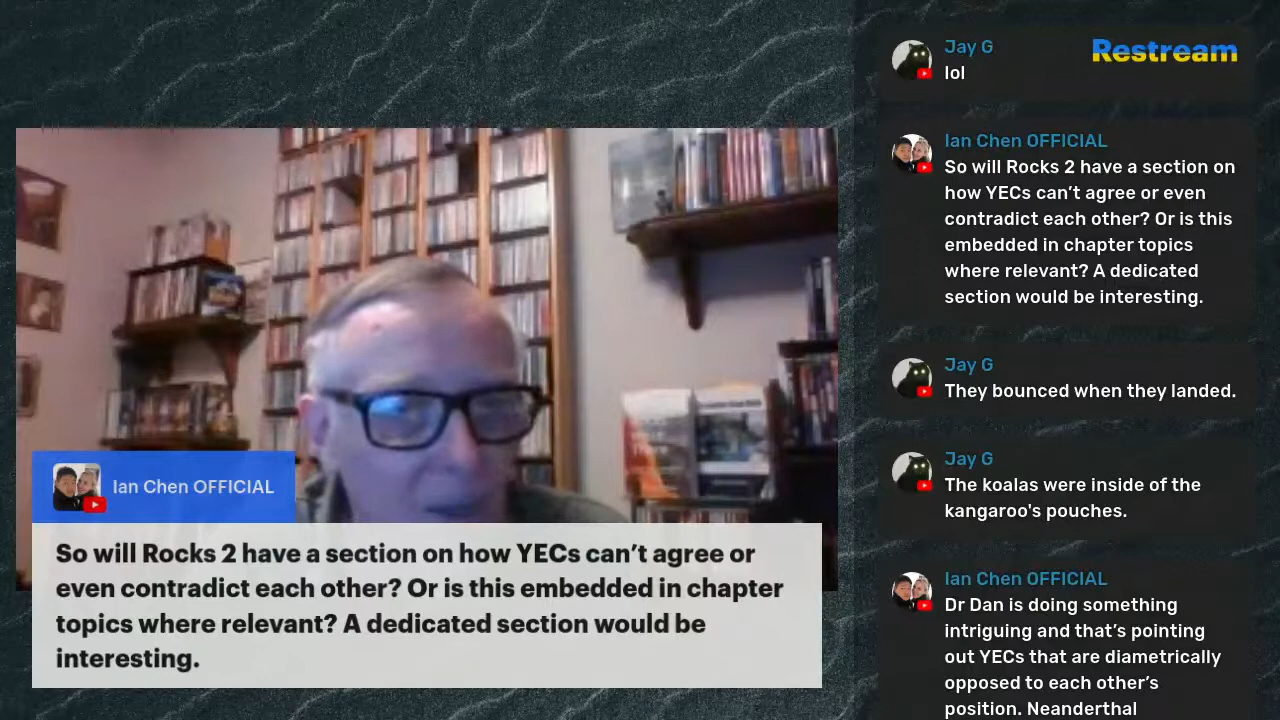 Ian Chen OFFICIAL
So will Rocks 2 have a section on how YECs can’t agree or
even contradict each other? Or is this embedded in chapter
topics where relevant? A dedicated section would be
interesting.
Restream
Jay G
lol
Ian Chen OFFICIAL
So will Rocks 2 have a section on
how YECs can’t agree or even
contradict each other? Or is this
embedded in chapter topics
where relevant? A dedicated
section would be interesting.
Jay G
They bounced when they landed.
Jay G
The koalas were inside of the
kangaroo's pouches.
Ian Chen OFFICIAL
Dr Dan is doing something
intriguing and that’s pointing
out YECs that are diametrically
opposed to each other’s
position. Neanderthal